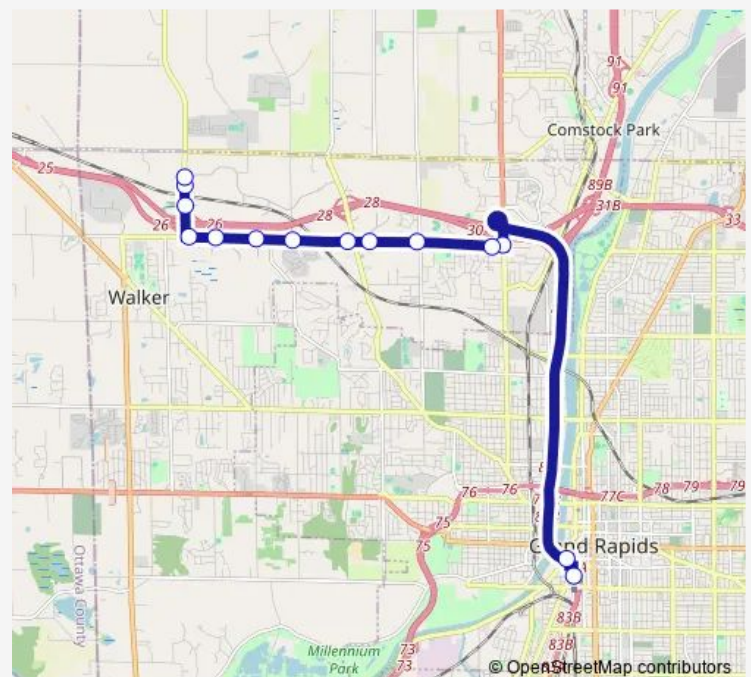 91
91
Comstock Park
25
28
28
89B
31B
33
30
26
26
Walker
76
76
78
79
79
77C
75
75
Grand Rapids
Ottawa County
83B
83B
Millennium
Park
73
73
© OpenStreetMap contributors